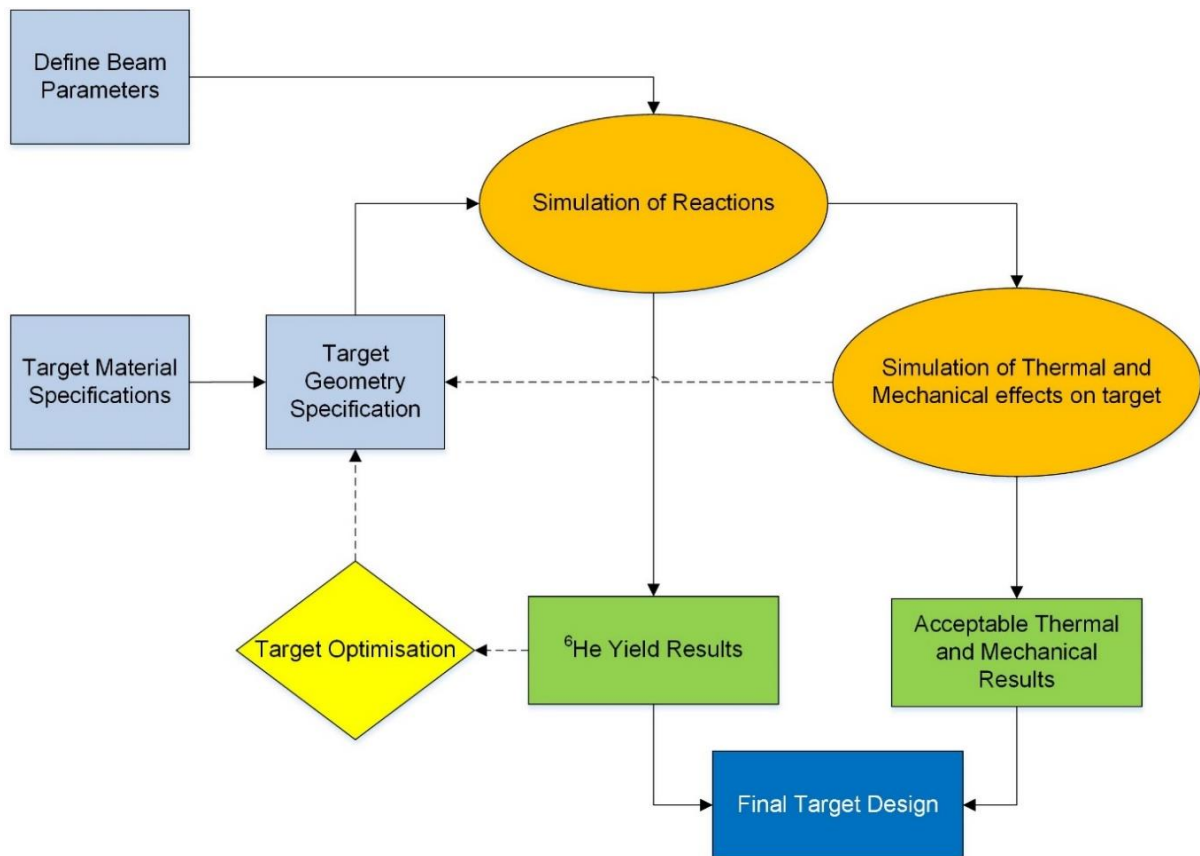 Define Beam
Parameters
Simulation of Reactions
Target Material
Specifications
Target
Geometry
Specification
Simulation of Thermal and
Mechanical effects on target
Target Optimisation
⁶He Yield Results
Acceptable Thermal
and Mechanical
Results
Final Target Design